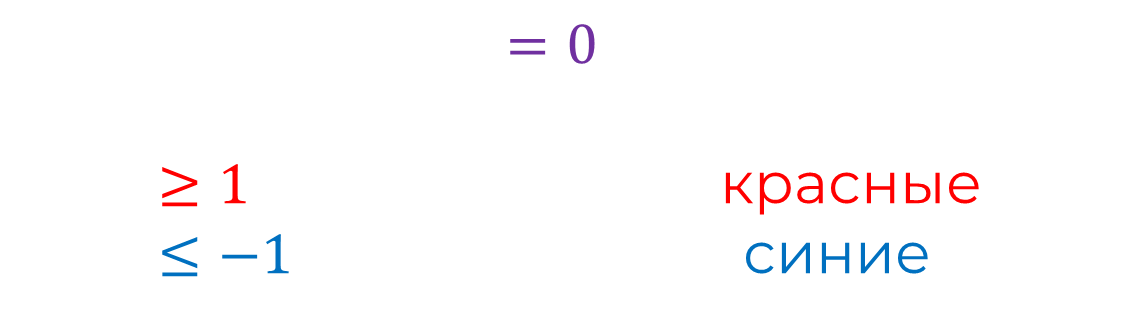 = 0
≥ 1 красные
≤ −1 синие